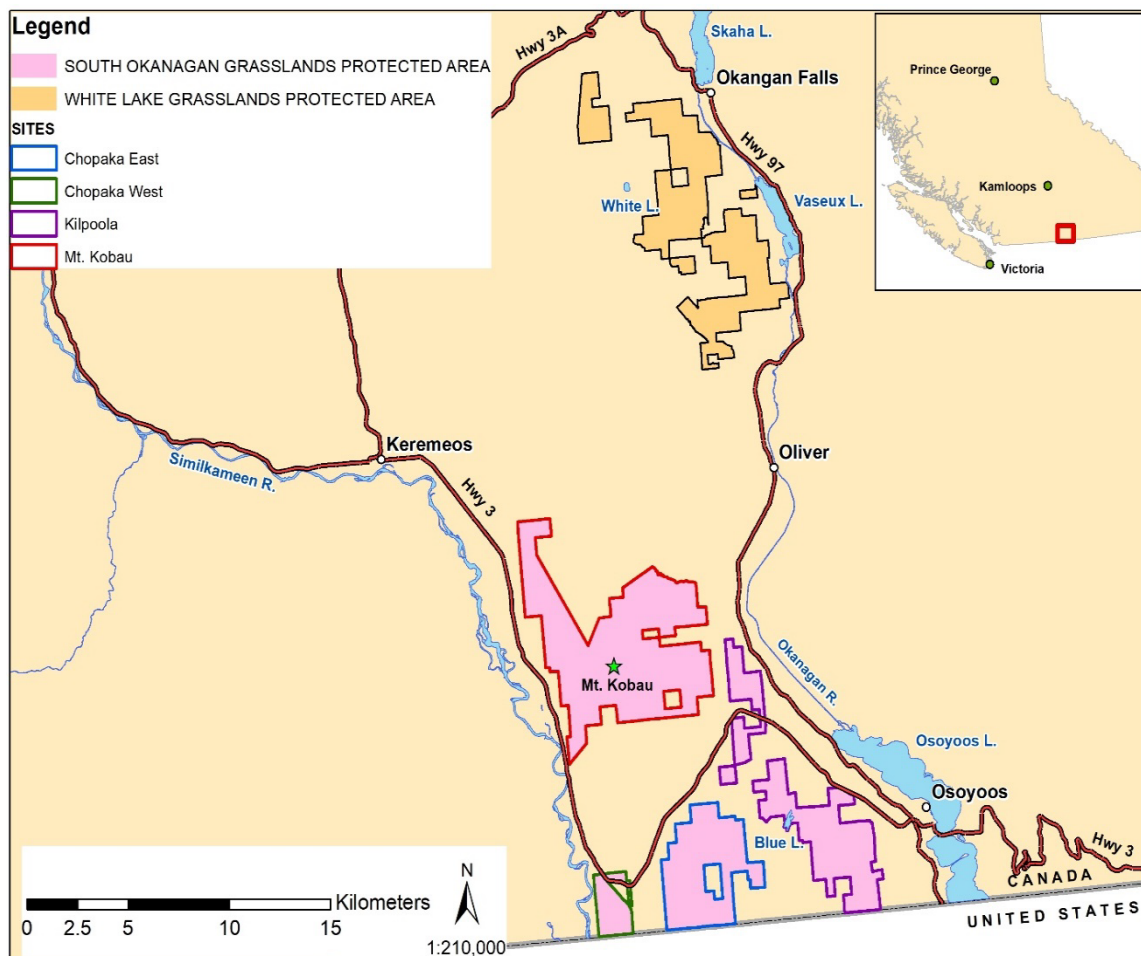 Legend
SOUTH OKANAGAN GRASSLANDS PROTECTED AREA
WHITE LAKE GRASSLANDS PROTECTED AREA
SITES
Chopaka East
Chopaka West
Kilpoola
Mt. Kobau
Hwy 3A
Skaha L.
Okangan Falls
Hwy 97
White L.
Vaseux L.
Prince George
Kamloops
Victoria
Keremeos
Similkameen R.
Hwy 3
Oliver
Mt. Kobau
Okanagan R.
Osoyoos L.
Osoyoos
Blue L.
Hwy 3
CANADA
UNITED STATES
Kilometers
0 2.5 5 10 15
N
1:210,000